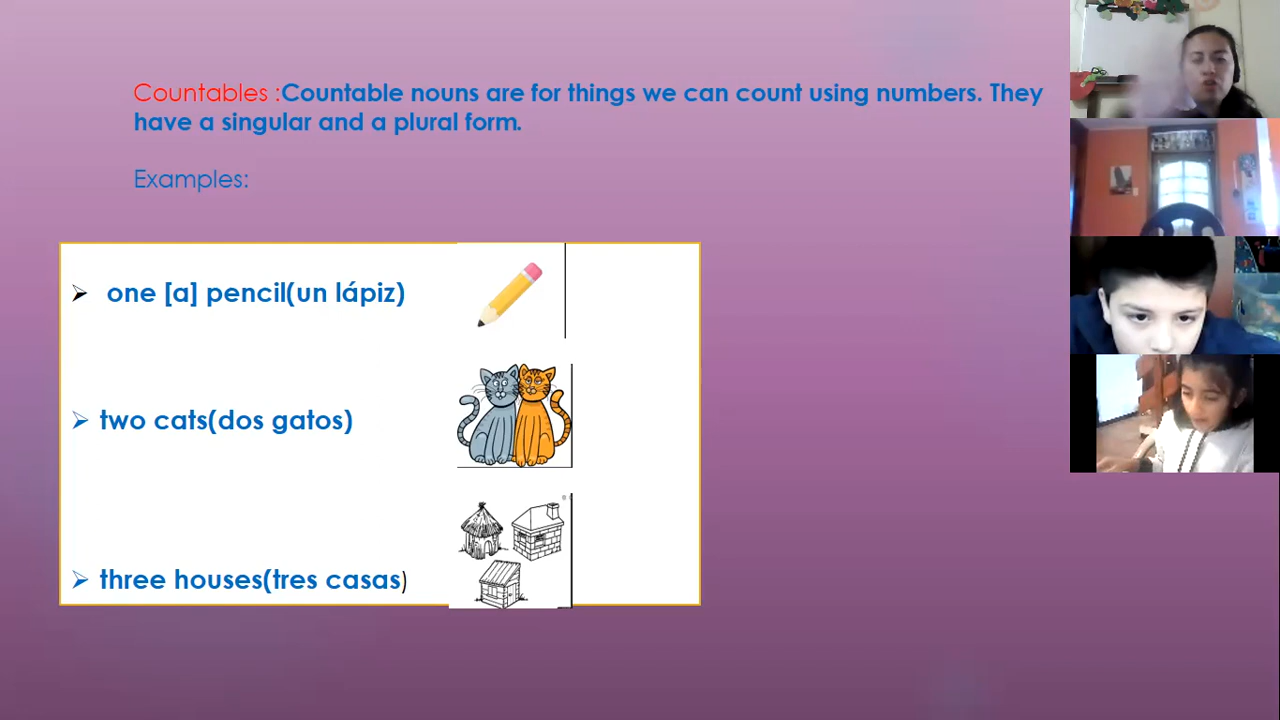 Countables :Countable nouns are for things we can count using numbers. They
have a singular and a plural form.
Examples:
one [a] pencil(un lápiz)
two cats(dos gatos)
three houses(tres casas)